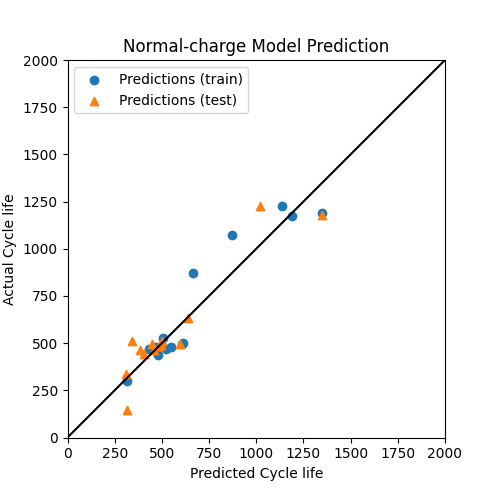 Normal-charge Model Prediction
Predictions (train)
Predictions (test)
Actual Cycle life
2000
1750
1500
1250
1000
750
500
250
0
0 250 500 750 1000 1250 1500 1750 2000
Predicted Cycle life